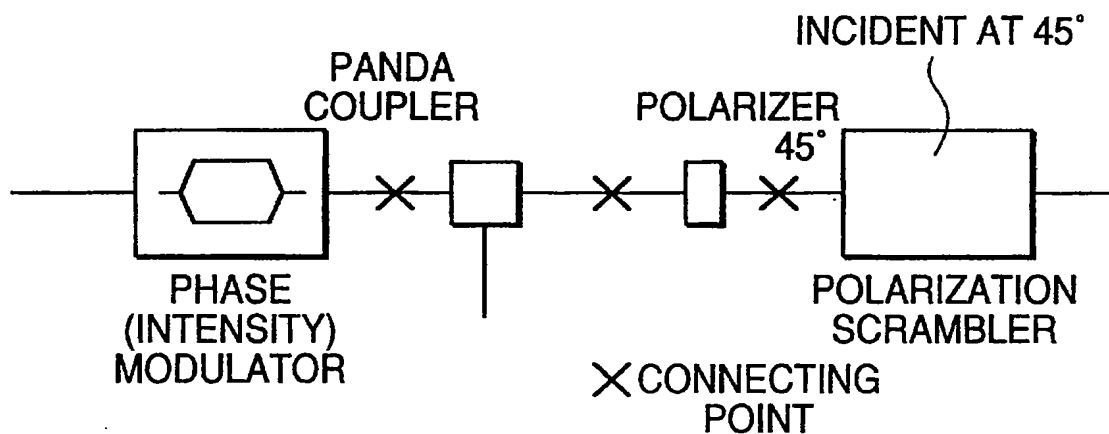 INCIDENT AT 45°
PANDA
COUPLER
POLARIZER
45°
PHASE
(INTENSITY)
MODULATOR
POLARIZATION
SCRAMBLER
CONNECTING
POINT